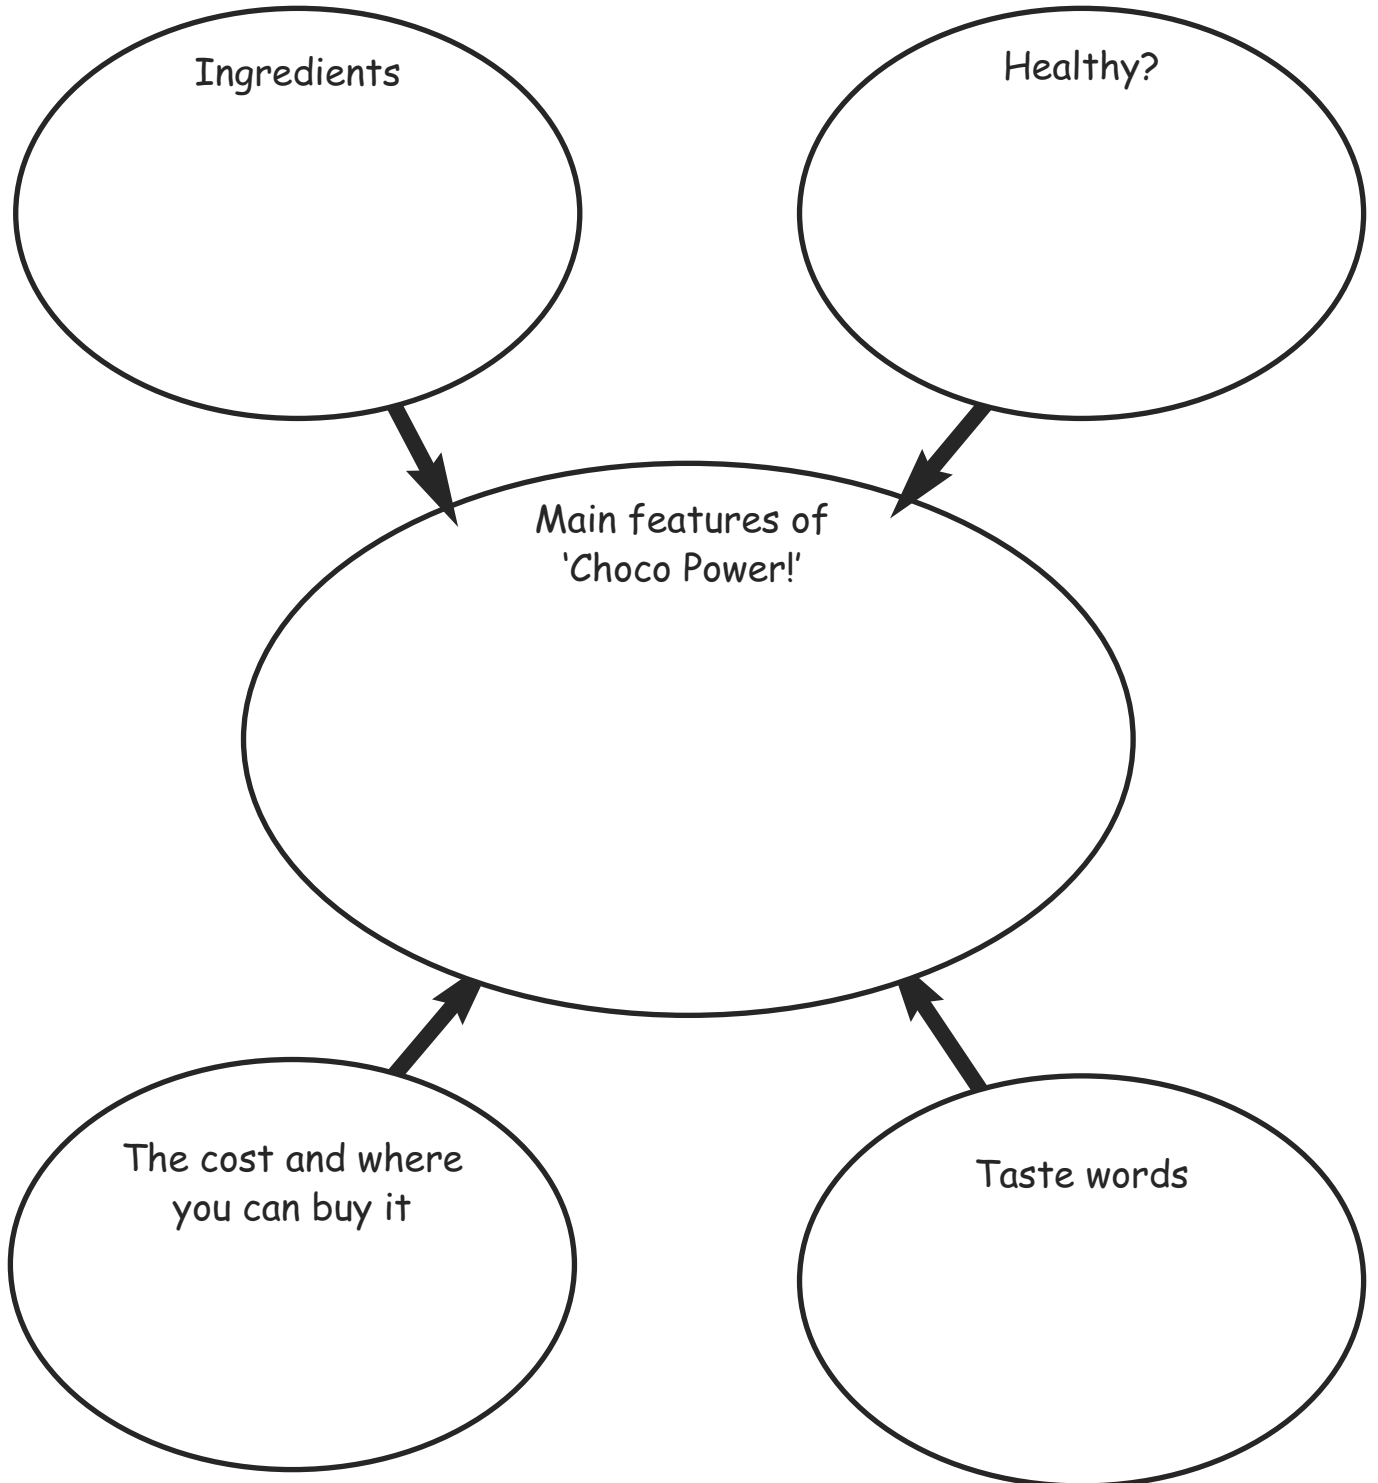 Ingredients
Healthy?
Main features of
‘Choco Power!’
The cost and where
you can buy it
Taste words